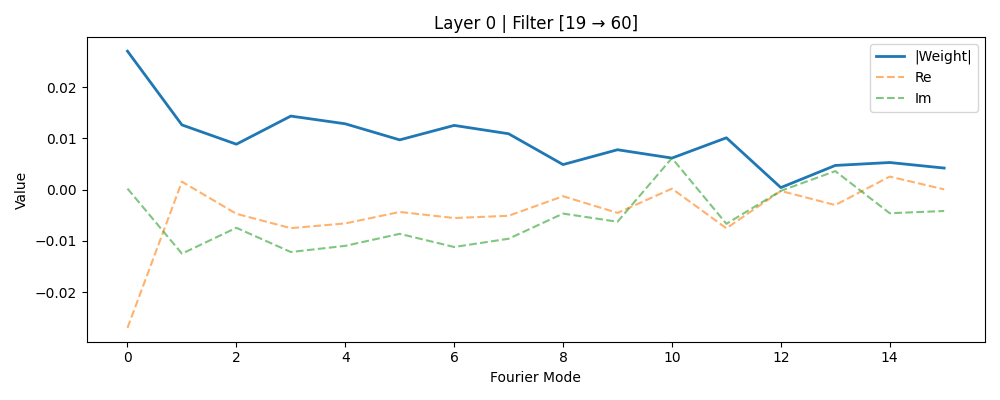 Layer 0 | Filter [19 → 60]
|Weight|
Re
Im
0.02
0.01
0.00
−0.01
−0.02
Value
0 2 4 6 8 10 12 14
Fourier Mode